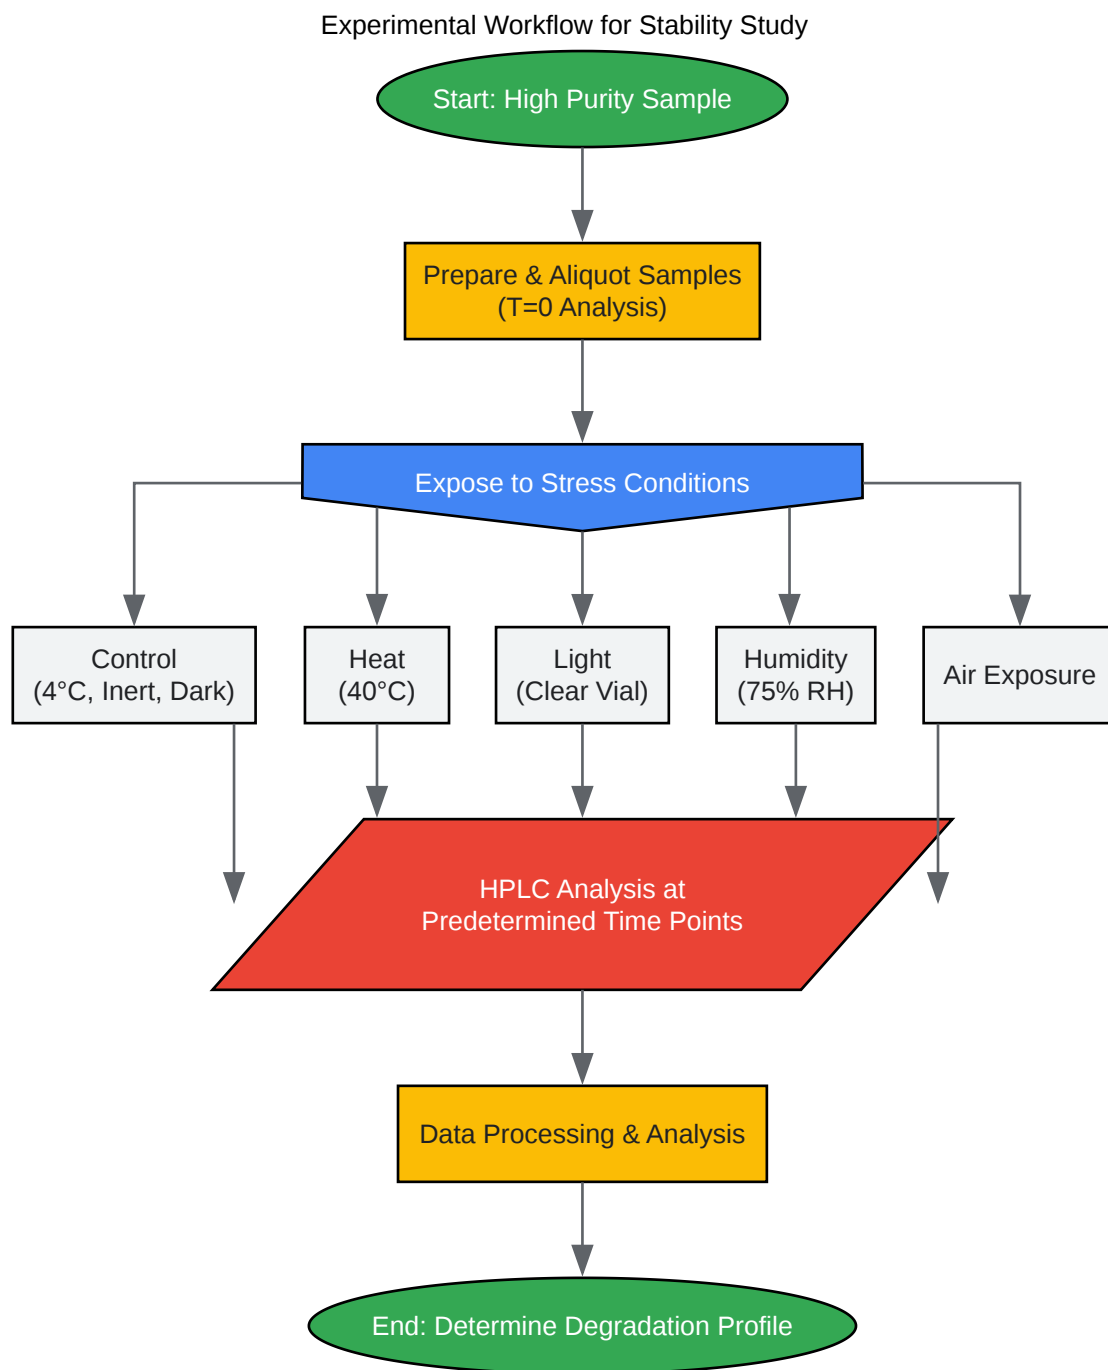 Experimental Workflow for Stability Study
Start: High Purity Sample
Prepare & Aliquot Samples
(T=0 Analysis)
Expose to Stress Conditions
Control
(4°C, Inert, Dark)
Heat
(40°C)
Light
(Clear Vial)
Humidity
(75% RH)
Air Exposure
HPLC Analysis at
Predetermined Time Points
Data Processing & Analysis
End: Determine Degradation Profile